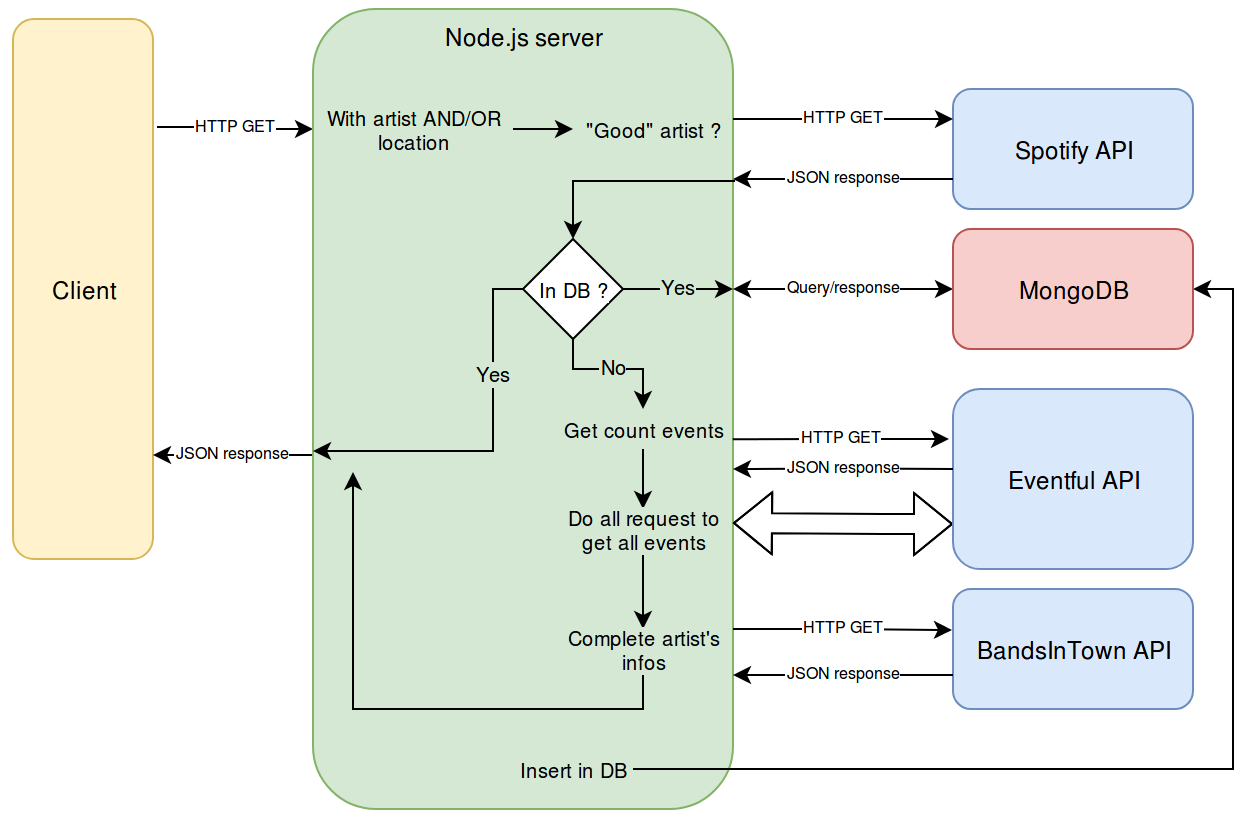 Node.js server
Client
HTTP GET
With artist AND/OR
location
"Good" artist ?
HTTP GET
Spotify API
JSON response
In DB ?
Yes
Query/response
MongoDB
Yes
No
Get count events
HTTP GET
JSON response
Eventful API
JSON response
Do all request to
get all events
Complete artist's
infos
HTTP GET
BandsInTown API
JSON response
Insert in DB